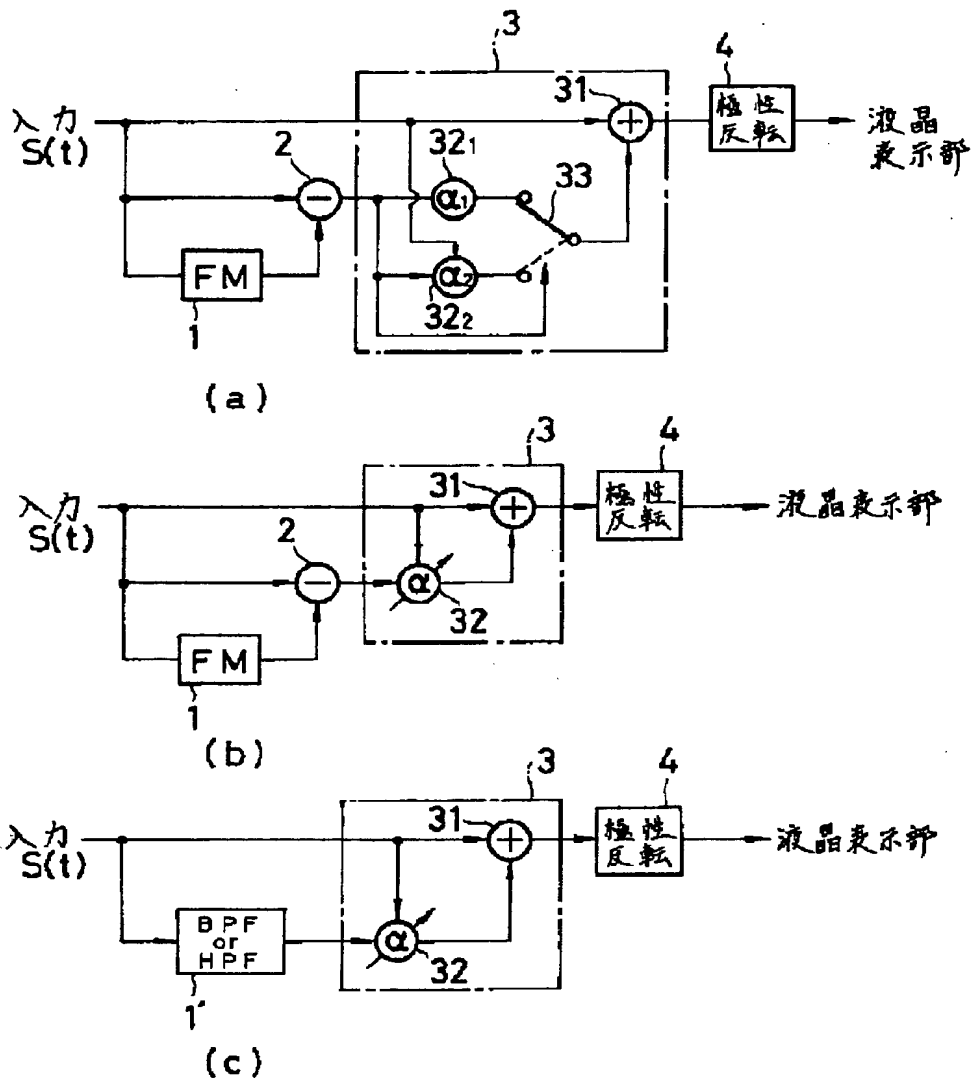 3
4
31
極性
反転
入力
S(t)
液晶
表示部
2
32₁
α₁
33
−
+
FM
1
α₂
32₂
(a)
3
4
31
極性
反転
入力
S(t)
液晶表示部
2
+
−
α
32
FM
1
(b)
3
4
31
極性
反転
入力
S(t)
液晶表示部
+
BPF
or
HPF
α
32
1'
(c)